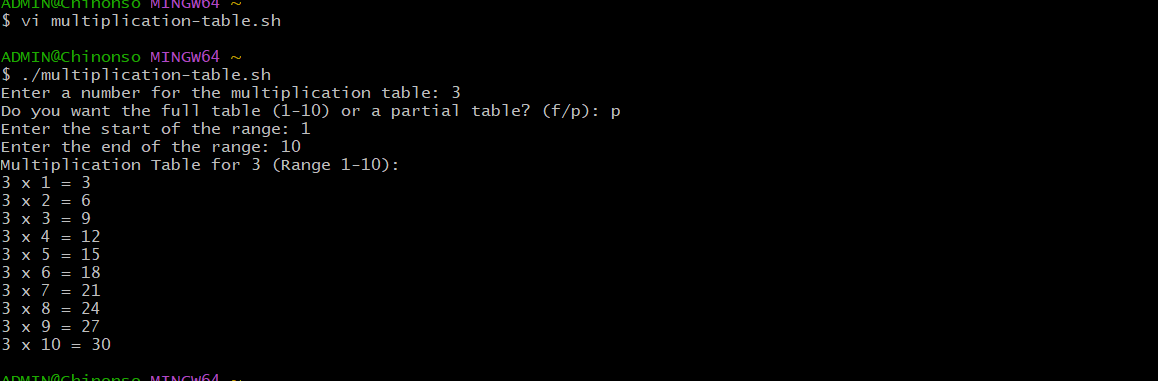 ADMIN@Chinonso MINGW64 ~
$ vi multiplication-table.sh
ADMIN@Chinonso MINGW64 ~
$ ./multiplication-table.sh
Enter a number for the multiplication table: 3
Do you want the full table (1-10) or a partial table? (f/p): p
Enter the start of the range: 1
Enter the end of the range: 10
Multiplication Table for 3 (Range 1-10):
3 x 1 = 3
3 x 2 = 6
3 x 3 = 9
3 x 4 = 12
3 x 5 = 15
3 x 6 = 18
3 x 7 = 21
3 x 8 = 24
3 x 9 = 27
3 x 10 = 30
ADMIN@Chinonso MINGW64 ~